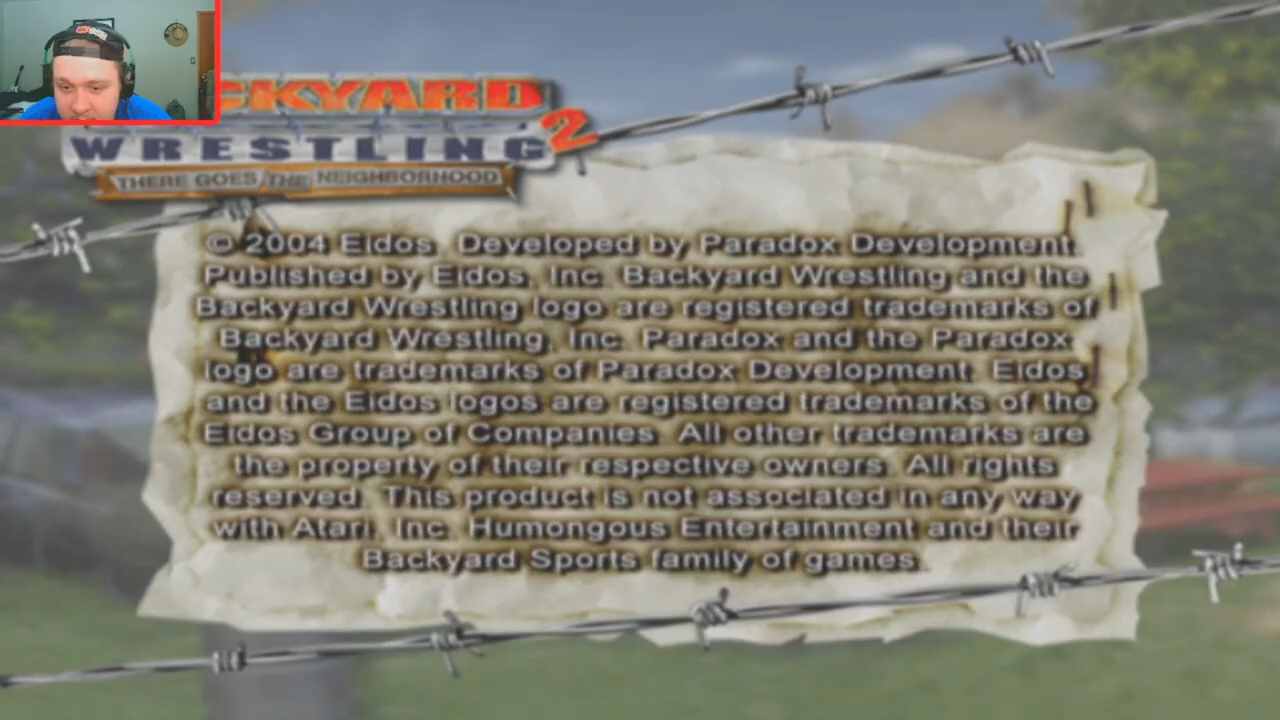 CKYARD
WRESTLING 2
THERE GOES THE NEIGHBORHOOD
© 2004 Eidos. Developed by Paradox Development.
Published by Eidos, Inc. Backyard Wrestling and the
Backyard Wrestling logo are registered trademarks of
Backyard Wrestling, Inc. Paradox and the Paradox
logo are trademarks of Paradox Development. Eidos
and the Eidos logos are registered trademarks of the
Eidos Group of Companies. All other trademarks are
the property of their respective owners. All rights
reserved. This product is not associated in any way
with Atari, Inc. Humongous Entertainment and their
Backyard Sports family of games.